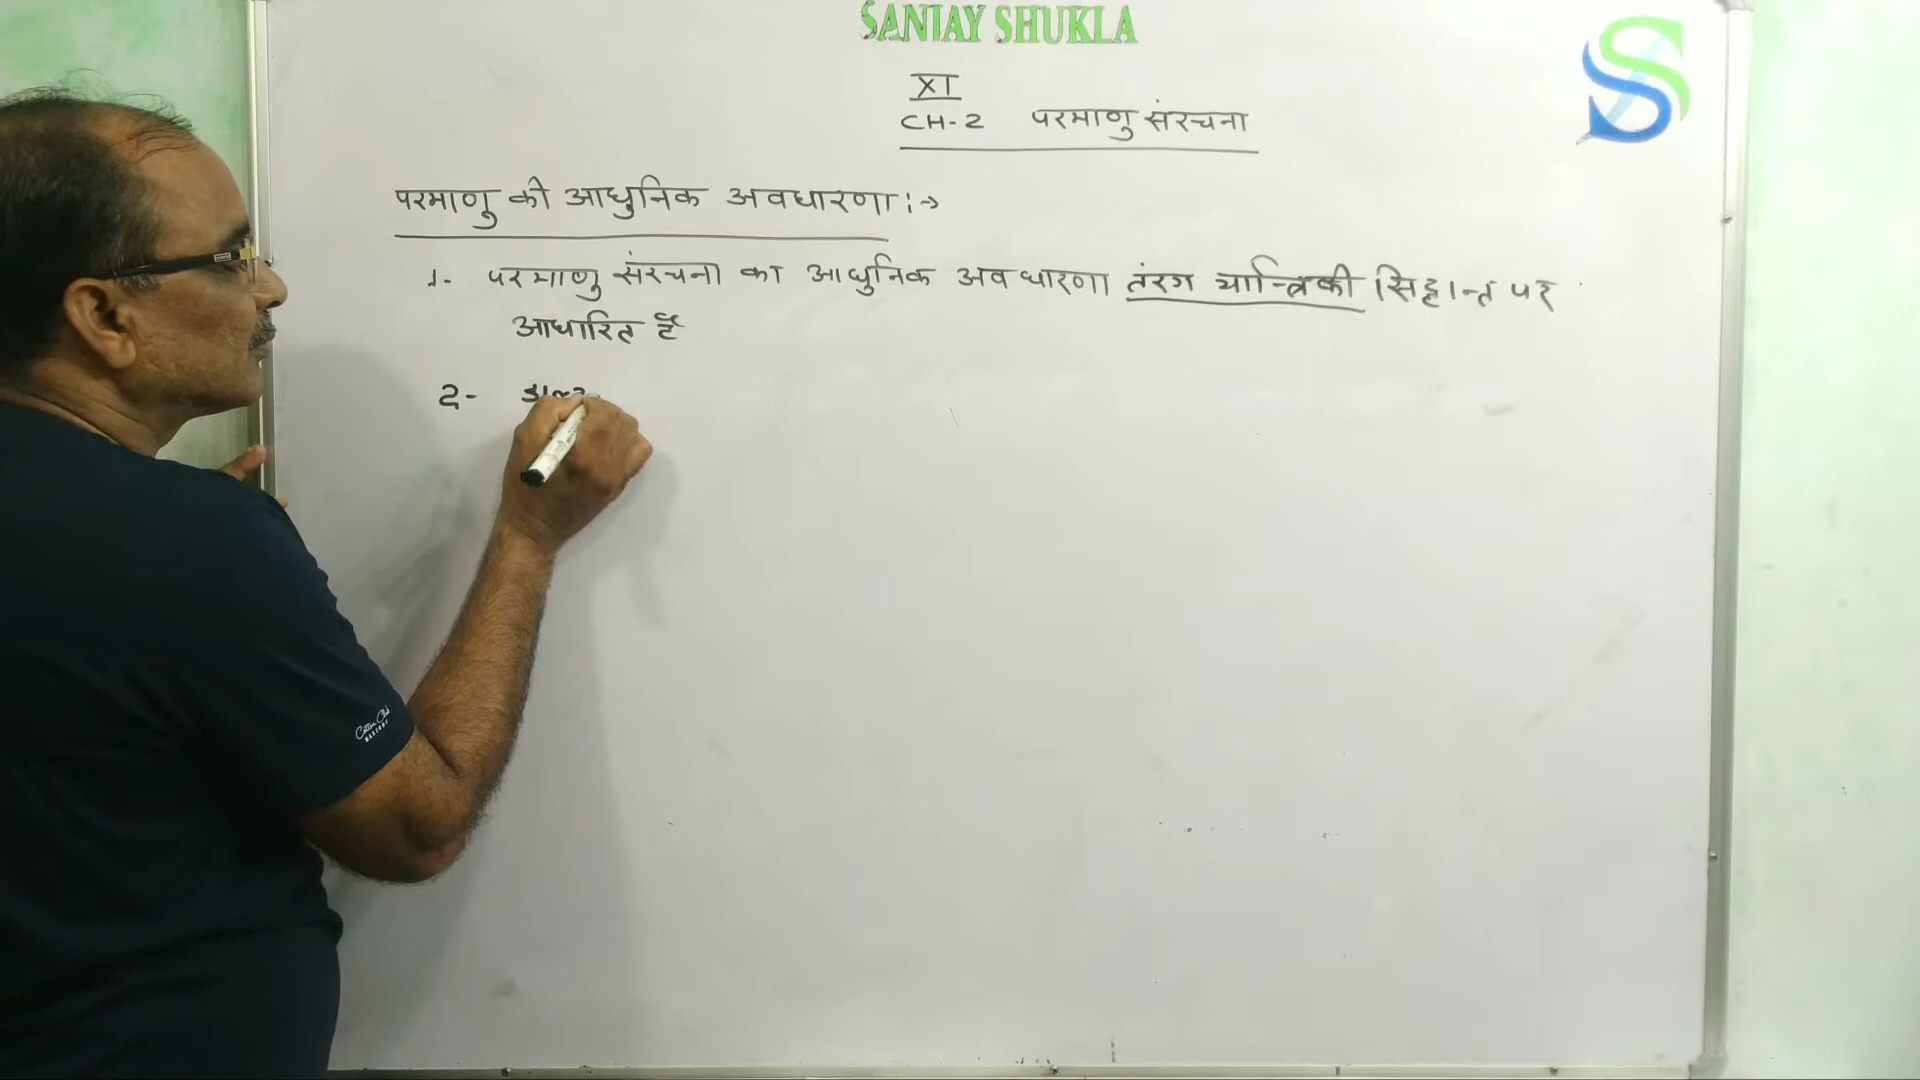 SANJAY SHUKLA
XI
CH-2 परमाणु संरचना
परमाणु की आधुनिक अवधारणा :→
1- परमाणु संरचना का आधुनिक अवधारणा तंरग यान्त्रिकी सिद्धान्त पर
आधारित है
2-